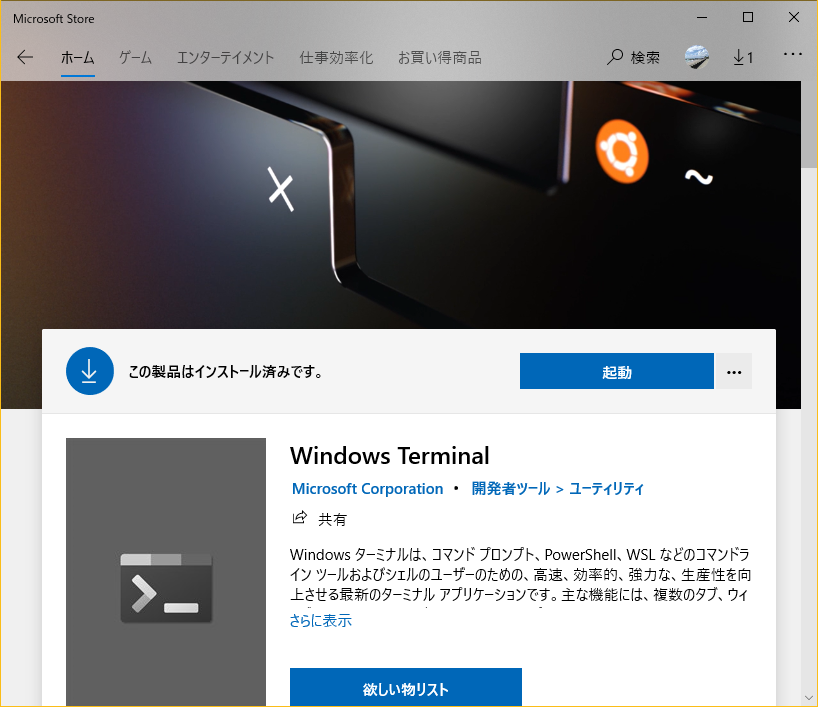 Microsoft Store
ホーム ゲーム エンターテイメント 仕事効率化 お買い得商品 検索 1
X ~
この製品はインストール済みです。 起動
Windows Terminal
Microsoft Corporation • 開発者ツール > ユーティリティ
共有
Windows ターミナルは、コマンド プロンプト、PowerShell、WSL などのコマンドラ
イン ツールおよびシェルのユーザーのための、高速、効率的、強力な、生産性を向
上させる最新のターミナル アプリケーションです。主な機能には、複数のタブ、ウィ
さらに表示
欲しい物リスト